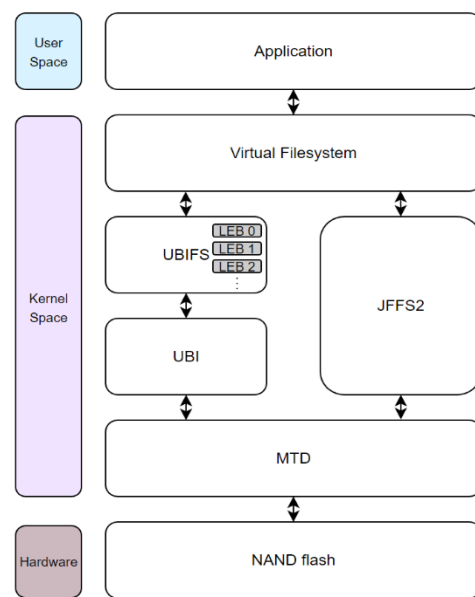 User
Space
Application
Virtual Filesystem
UBIFS
LEB 0
LEB 1
LEB 2
Kernel
Space
JFFS2
UBI
MTD
Hardware
NAND flash